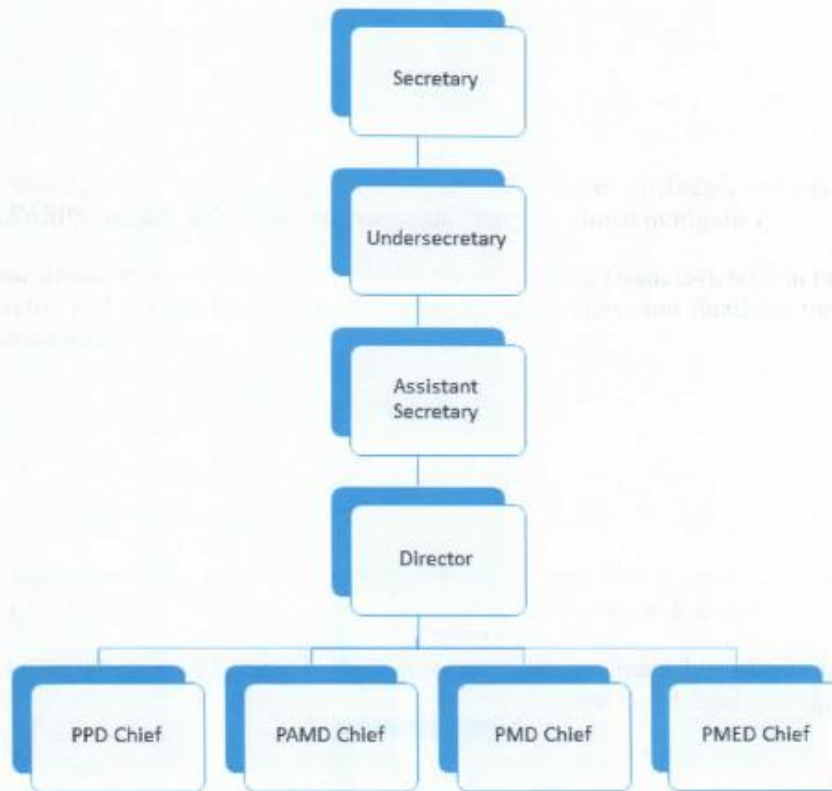 Secretary
Undersecretary
Assistant
Secretary
Director
PPD Chief
PAMD Chief
PMD Chief
PMED Chief